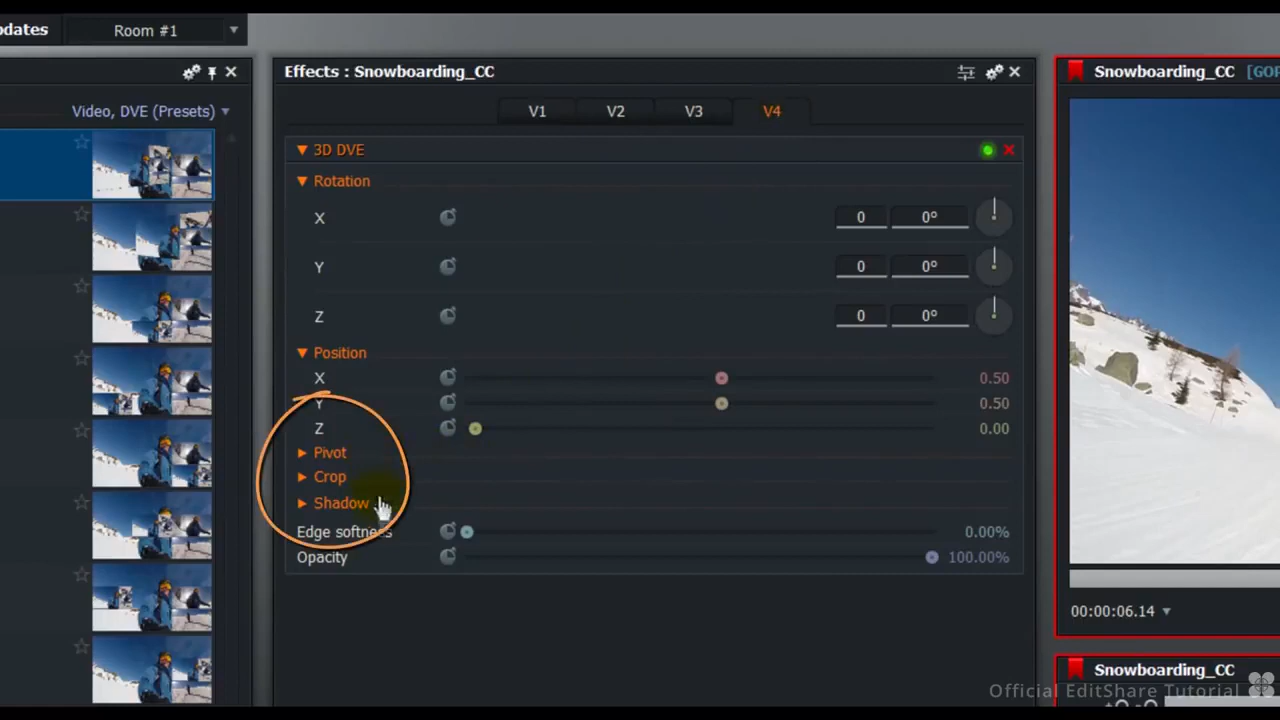 pdates
Room #1
Effects : Snowboarding_CC
Snowboarding_CC [GOP
Video, DVE (Presets)
V1 V2 V3 V4
3D DVE
Rotation
X 0 0°
Y 0 0°
Z 0 0°
Position
X 0.50
Y 0.50
Z 0.00
Pivot
Crop
Shadow
Edge softness 0.00%
Opacity 100.00%
00:00:06.14
Snowboarding_CC
Official EditShare Tutorial